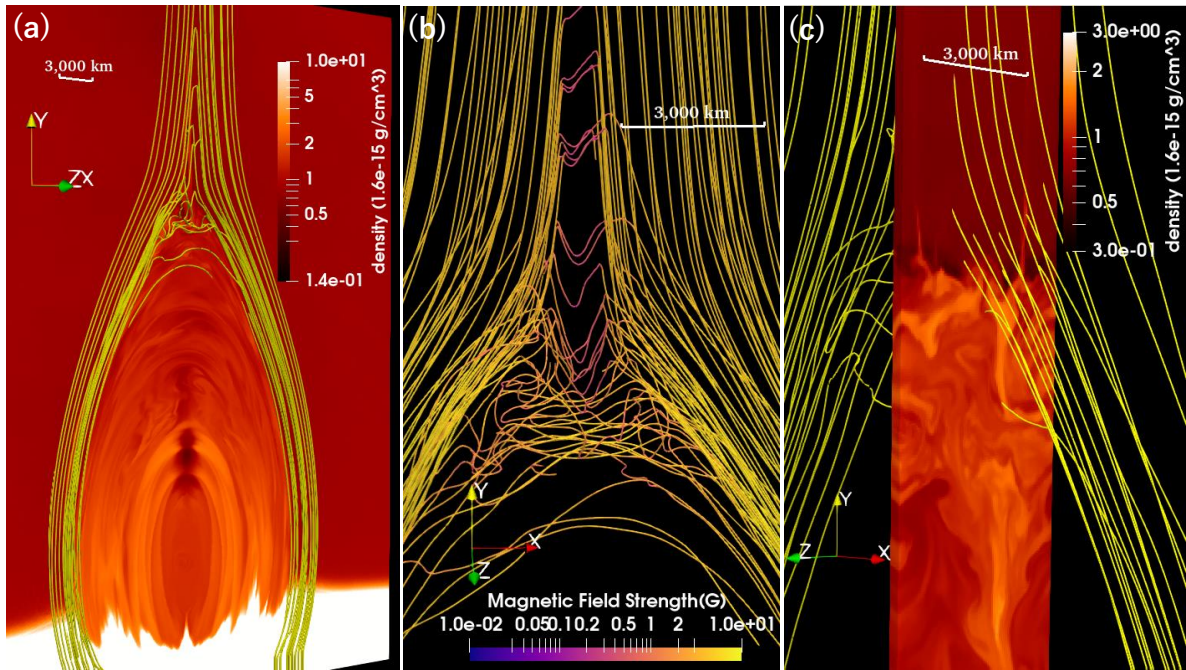 (a)
3,000 km
Y
ZX
1.0e+01
5
2
1
0.5
1.4e-01
density (1.6e-15 g/cm^3)
(b)
3,000 km
Y
X
Z
Magnetic Field Strength(G)
1.0e-02 0.05 0.1 0.2 0.5 1 2 1.0e+01
(c)
3,000 km
3.0e+00
2
1
0.5
3.0e-01
density (1.6e-15 g/cm^3)
Y
Z
X